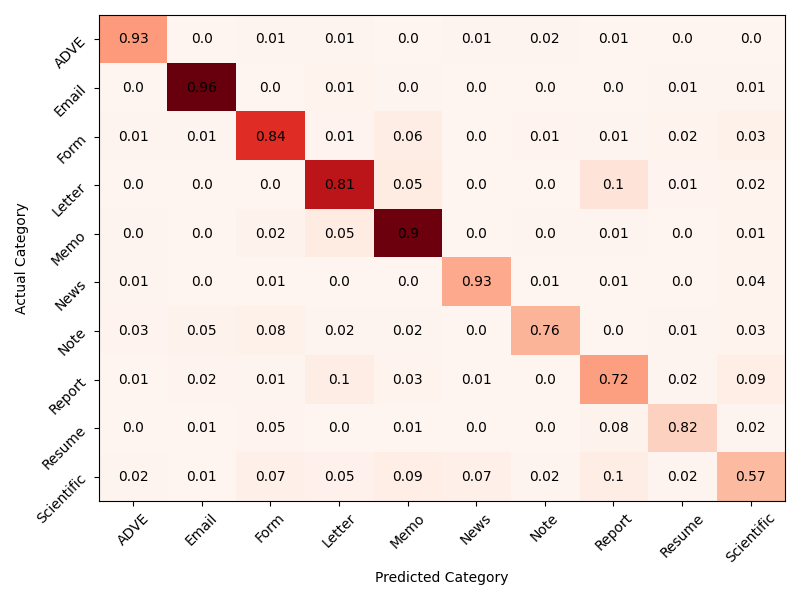 ADVE 0.93 0.0 0.01 0.01 0.0 0.01 0.02 0.01 0.0 0.0
Email 0.0 0.96 0.0 0.01 0.0 0.0 0.0 0.0 0.01 0.01
Form 0.01 0.01 0.84 0.01 0.06 0.0 0.01 0.01 0.02 0.03
Letter 0.0 0.0 0.0 0.81 0.05 0.0 0.0 0.1 0.01 0.02
Memo 0.0 0.0 0.02 0.05 0.9 0.0 0.0 0.01 0.0 0.01
News 0.01 0.0 0.01 0.0 0.0 0.93 0.01 0.01 0.0 0.04
Note 0.03 0.05 0.08 0.02 0.02 0.0 0.76 0.0 0.01 0.03
Report 0.01 0.02 0.01 0.1 0.03 0.01 0.0 0.72 0.02 0.09
Resume 0.0 0.01 0.05 0.0 0.01 0.0 0.0 0.08 0.82 0.02
Scientific 0.02 0.01 0.07 0.05 0.09 0.07 0.02 0.1 0.02 0.57
Actual Category
ADVE Email Form Letter Memo News Note Report Resume Scientific
Predicted Category